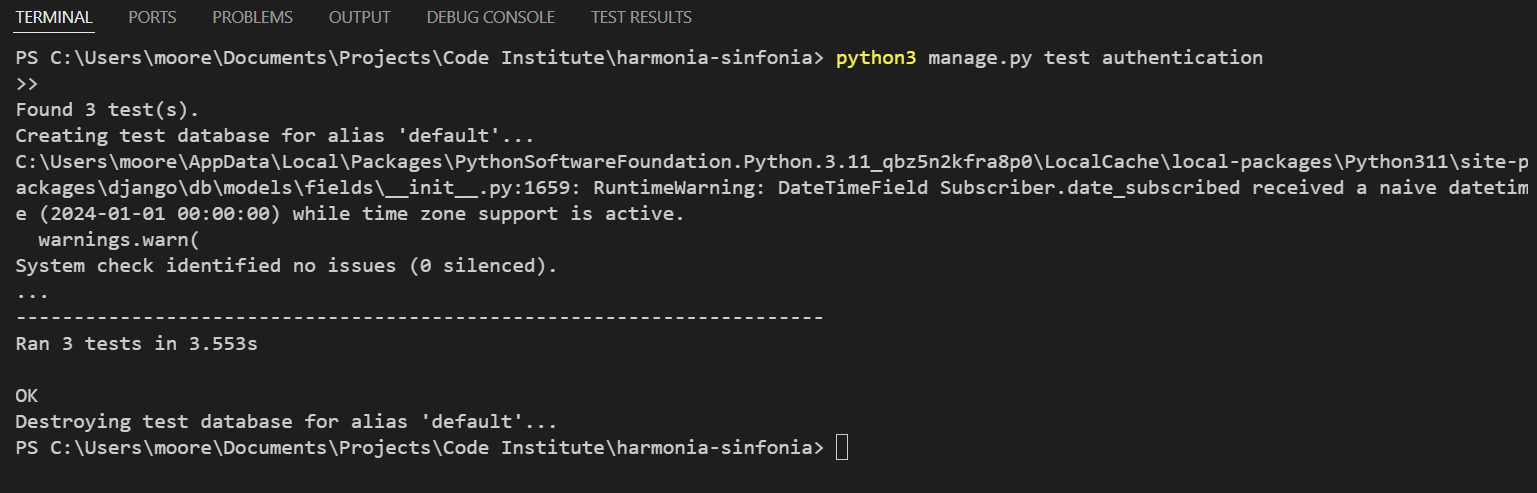 TERMINAL PORTS PROBLEMS OUTPUT DEBUG CONSOLE TEST RESULTS
PS C:\Users\moore\Documents\Projects\Code Institute\harmonia-sinfonia> python3 manage.py test authentication
>>
Found 3 test(s).
Creating test database for alias 'default'...
C:\Users\moore\AppData\Local\Packages\PythonSoftwareFoundation.Python.3.11_qbz5n2kfra8p0\LocalCache\local-packages\Python311\site-p
ackages\django\db\models\fields\__init__.py:1659: RuntimeWarning: DateTimeField Subscriber.date_subscribed received a naive datetim
e (2024-01-01 00:00:00) while time zone support is active.
  warnings.warn(
System check identified no issues (0 silenced).
...
----------------------------------------------------------------------
Ran 3 tests in 3.553s

OK
Destroying test database for alias 'default'...
PS C:\Users\moore\Documents\Projects\Code Institute\harmonia-sinfonia>